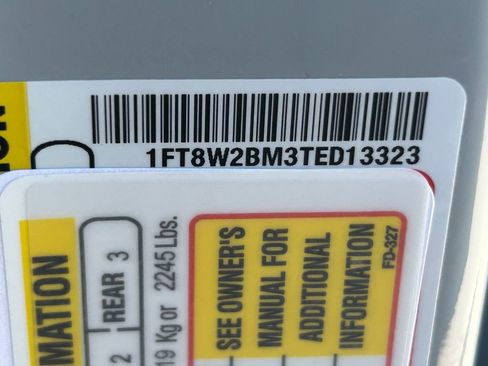 1FT8W2BM3TED13323
MATION
REAR 3
2
19 Kg or 2245 Lbs.
SEE OWNER'S
MANUAL FOR
ADDITIONAL
INFORMATION
FD-327